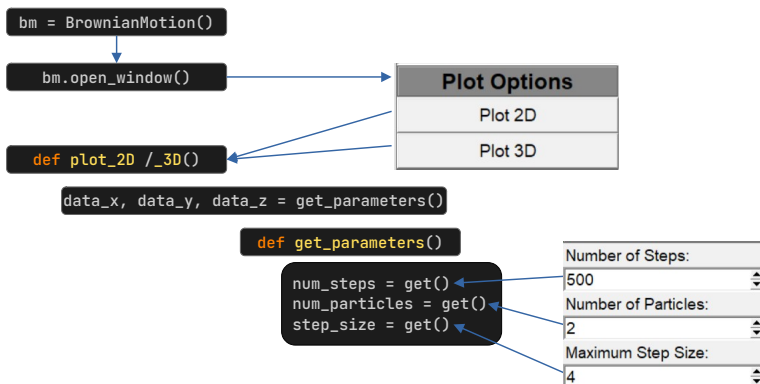 bm = BrownianMotion()
bm.open_window()
Plot Options
Plot 2D
Plot 3D
def plot_2D /_3D()
data_x, data_y, data_z = get_parameters()
def get_parameters()
num_steps = get()
num_particles = get()
step_size = get()
Number of Steps:
500
Number of Particles:
2
Maximum Step Size:
4